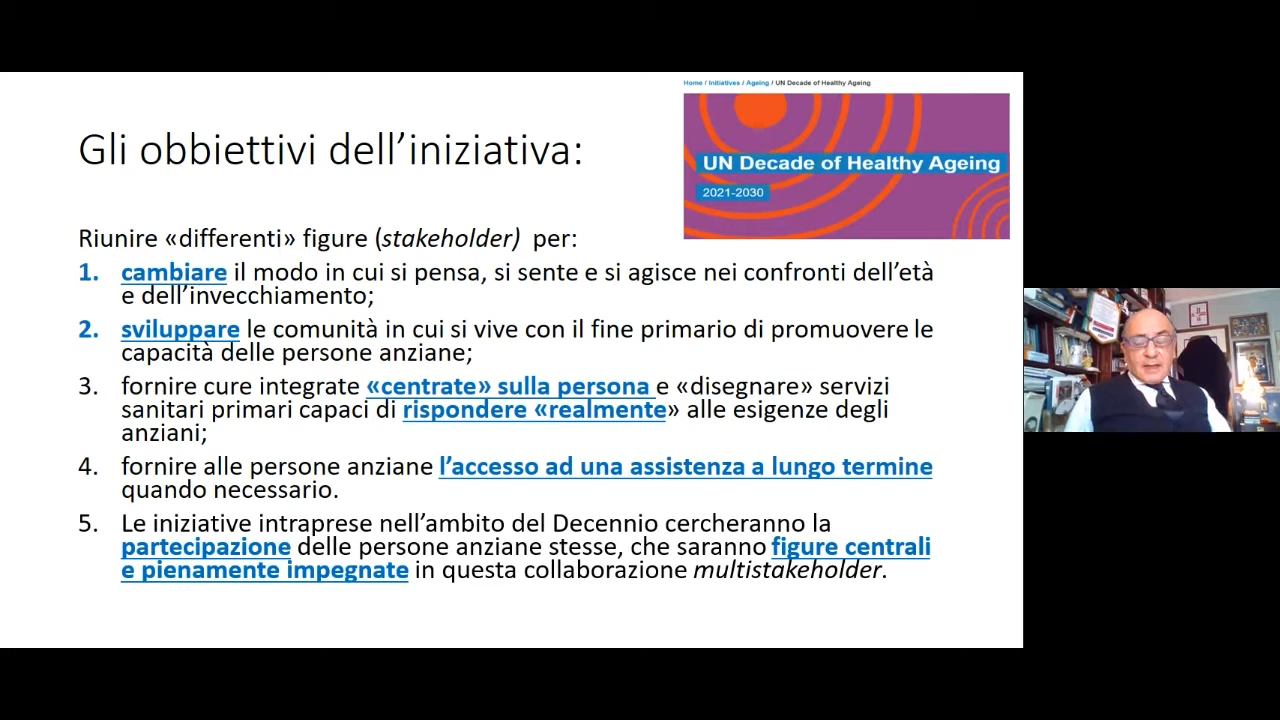 Home / Initiatives / Ageing / UN Decade of Healthy Ageing
UN Decade of Healthy Ageing
2021-2030
Gli obbiettivi dell’iniziativa:
Riunire «differenti» figure (stakeholder) per:
1. cambiare il modo in cui si pensa, si sente e si agisce nei confronti dell’età
e dell’invecchiamento;
2. sviluppare le comunità in cui si vive con il fine primario di promuovere le
capacità delle persone anziane;
3. fornire cure integrate «centrate» sulla persona e «disegnare» servizi
sanitari primari capaci di rispondere «realmente» alle esigenze degli
anziani;
4. fornire alle persone anziane l’accesso ad una assistenza a lungo termine
quando necessario.
5. Le iniziative intraprese nell’ambito del Decennio cercheranno la
partecipazione delle persone anziane stesse, che saranno figure centrali
e pienamente impegnate in questa collaborazione multistakeholder.